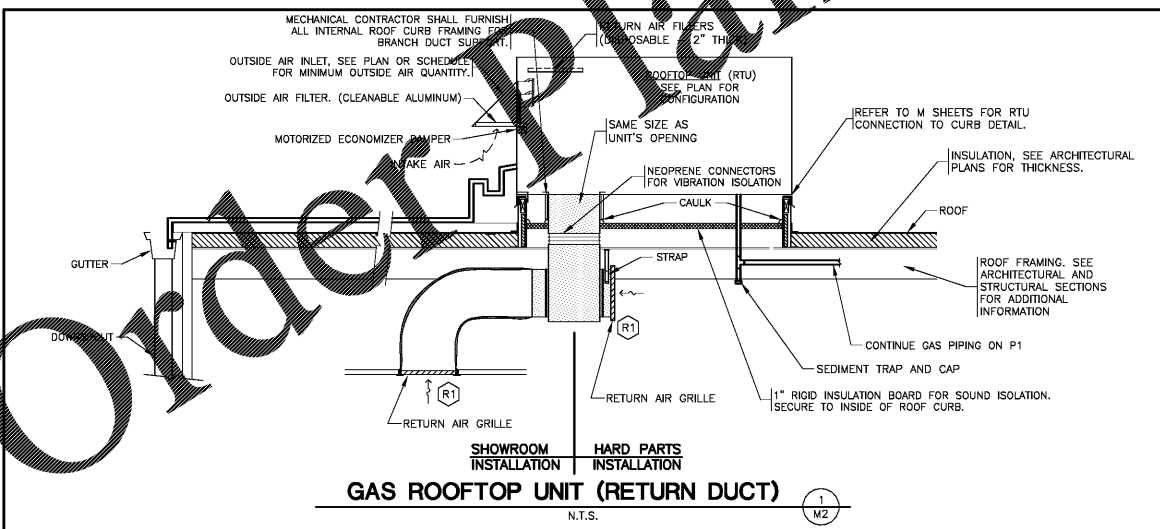 MECHANICAL CONTRACTOR SHALL FURNISH
ALL INTERNAL ROOF CURB FRAMING FOR
BRANCH DUCT SUPPORT.
OUTSIDE AIR INLET, SEE PLAN OR SCHEDULE
FOR MINIMUM OUTSIDE AIR QUANTITY.
OUTSIDE AIR FILTER. (CLEANABLE ALUMINUM)
MOTORIZED ECONOMIZER DAMPER
INTAKE AIR
RETURN AIR FILTERS
(DISPOSABLE 2" THICK)
ROOFTOP UNIT (RTU)
SEE PLAN FOR
CONFIGURATION
SAME SIZE AS
UNIT'S OPENING
NEOPRENE CONNECTORS
FOR VIBRATION ISOLATION
CAULK
REFER TO M SHEETS FOR RTU
CONNECTION TO CURB DETAIL.
INSULATION, SEE ARCHITECTURAL
PLANS FOR THICKNESS.
ROOF
GUTTER
STRAP
ROOF FRAMING. SEE
ARCHITECTURAL AND
STRUCTURAL SECTIONS
FOR ADDITIONAL
INFORMATION
DOWNSPOUT
R1
CONTINUE GAS PIPING ON P1
SEDIMENT TRAP AND CAP
R1
RETURN AIR GRILLE
1" RIGID INSULATION BOARD FOR SOUND ISOLATION.
SECURE TO INSIDE OF ROOF CURB.
RETURN AIR GRILLE
SHOWROOM
INSTALLATION
HARD PARTS
INSTALLATION
GAS ROOFTOP UNIT (RETURN DUCT)
1
M2
N.T.S.
Order